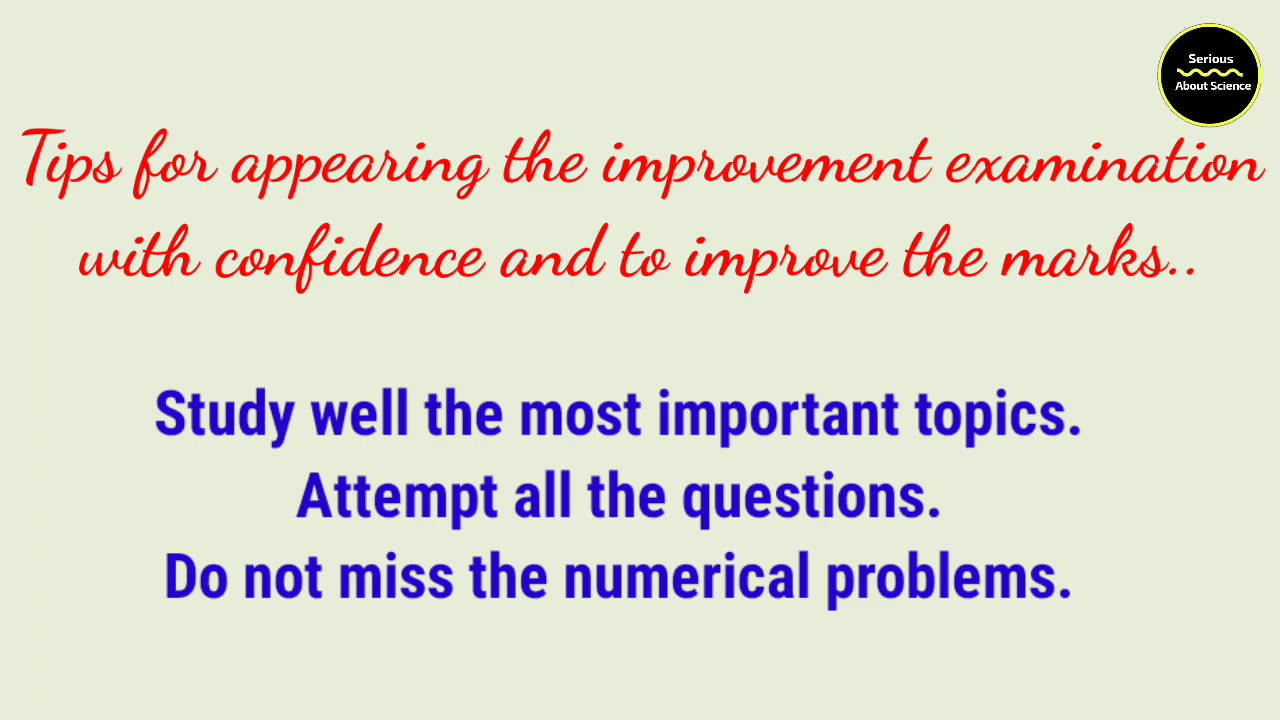 Serious
About Science
Tips for appearing the improvement examination
with confidence and to improve the marks..
Study well the most important topics.
Attempt all the questions.
Do not miss the numerical problems.